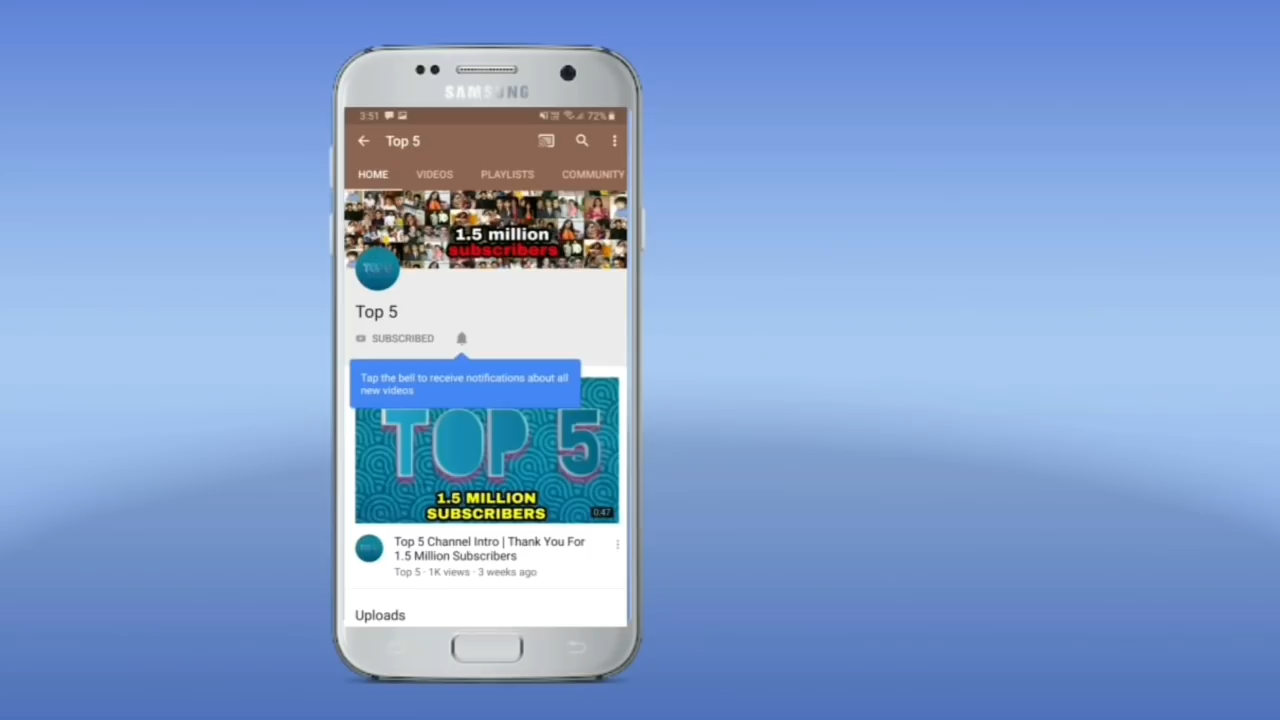 SAMSUNG
3:51 72%
Top 5
HOME VIDEOS PLAYLISTS COMMUNITY
1.5 million
subscribers
TOP 5
Top 5
SUBSCRIBED
Tap the bell to receive notifications about all
new videos
TOP 5
1.5 MILLION
SUBSCRIBERS
0:47
Top 5 Channel Intro | Thank You For
1.5 Million Subscribers
Top 5 · 1K views · 3 weeks ago
Uploads